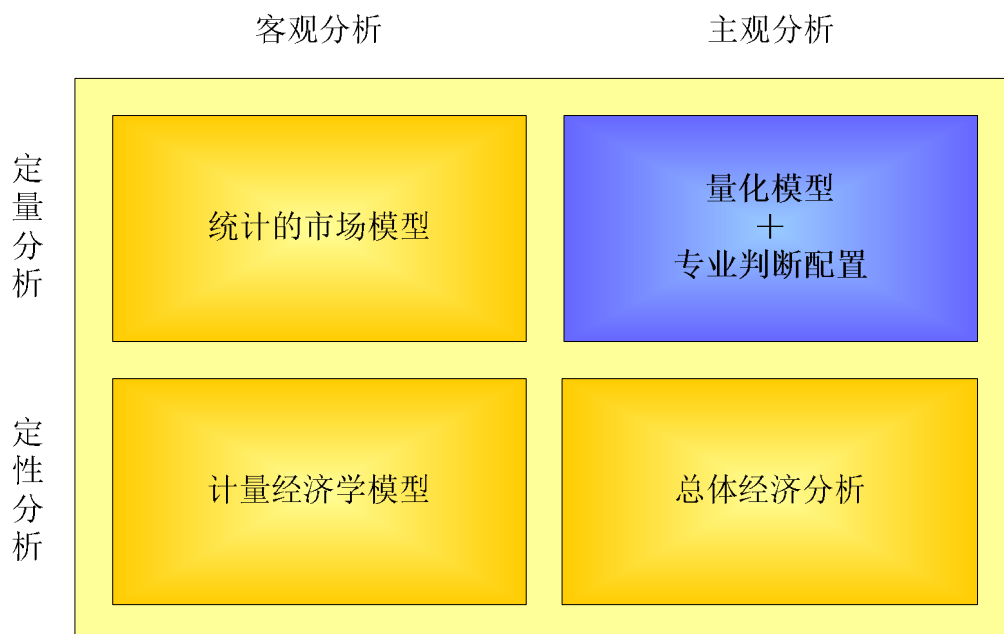 客观分析
主观分析
定量分析
统计的市场模型
量化模型
＋
专业判断配置
定性分析
计量经济学模型
总体经济分析